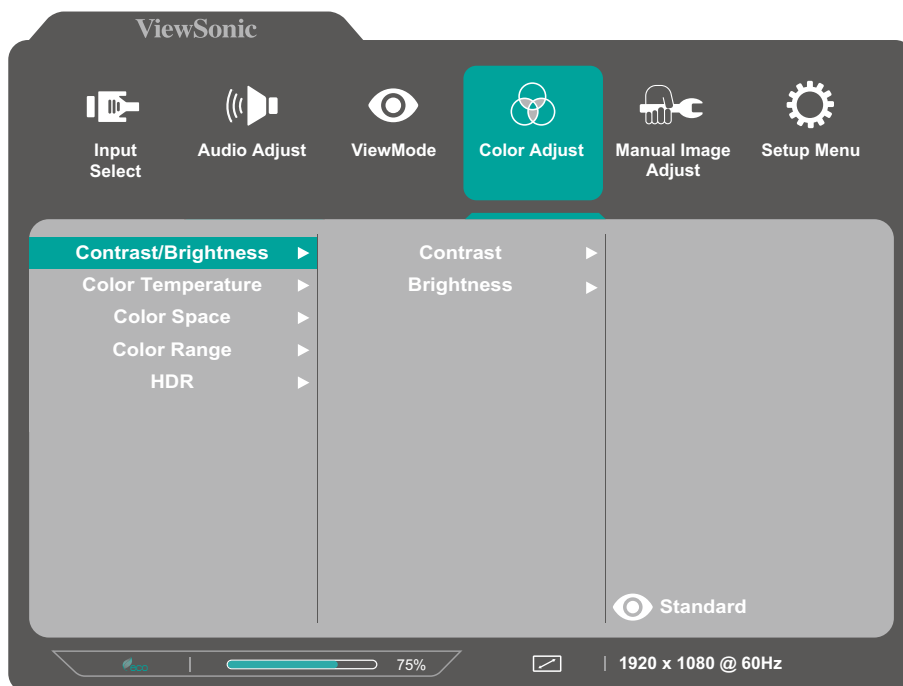 ViewSonic
Input
Select
Audio Adjust
ViewMode
Color Adjust
Manual Image
Adjust
Setup Menu
Contrast/Brightness
Color Temperature
Color Space
Color Range
HDR
Contrast
Brightness
Standard
eco
75%
1920 x 1080 @ 60Hz